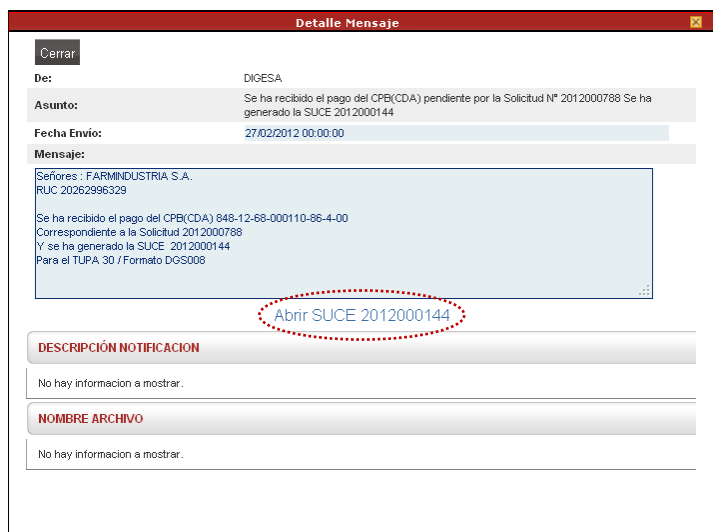 Detalle Mensaje
Cerrar
De: DIGESA
Asunto: Se ha recibido el pago del CPB(CDA) pendiente por la Solicitud N° 2012000788 Se ha
generado la SUCE 2012000144
Fecha Envío: 27/02/2012 00:00:00
Mensaje:
Señores : FARMINDUSTRIA S.A.
RUC 20262996329
Se ha recibido el pago del CPB(CDA) 848-12-68-000110-86-4-00
Correspondiente a la Solicitud 2012000788
Y se ha generado la SUCE 2012000144
Para el TUPA 30 / Formato DGS008
Abrir SUCE 2012000144
DESCRIPCIÓN NOTIFICACION
No hay informacion a mostrar.
NOMBRE ARCHIVO
No hay informacion a mostrar.